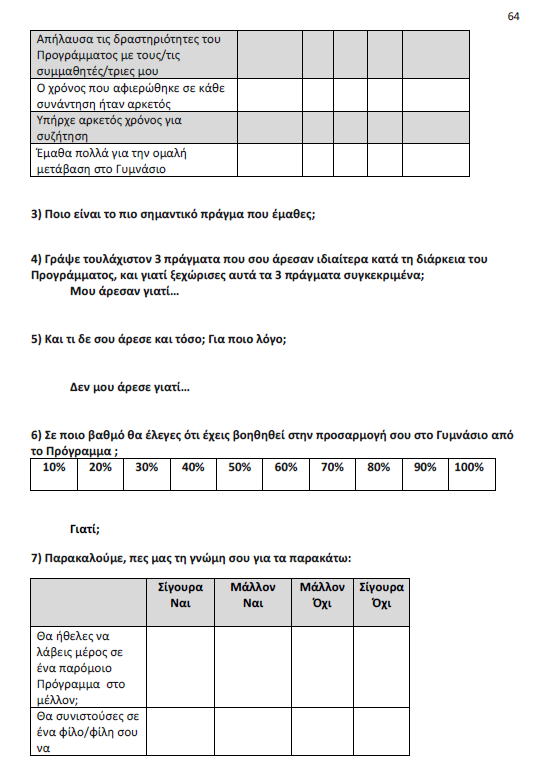 64
Απήλαυσα τις δραστηριότητες του
Προγράμματος με τους/τις
συμμαθητές/τριες μου
Ο χρόνος που αφιερώθηκε σε κάθε
συνάντηση ήταν αρκετός
Υπήρχε αρκετός χρόνος για
συζήτηση
Έμαθα πολλά για την ομαλή
μετάβαση στο Γυμνάσιο
3) Ποιο είναι το πιο σημαντικό πράγμα που έμαθες;
4) Γράψε τουλάχιστον 3 πράγματα που σου άρεσαν ιδιαίτερα κατά τη διάρκεια του
Προγράμματος, και γιατί ξεχώρισες αυτά τα 3 πράγματα συγκεκριμένα;
Μου άρεσαν γιατί…
5) Και τι δε σου άρεσε και τόσο; Για ποιο λόγο;
Δεν μου άρεσε γιατί…
6) Σε ποιο βαθμό θα έλεγες ότι έχεις βοηθηθεί στην προσαρμογή σου στο Γυμνάσιο από
το Πρόγραμμα ;
10% 20% 30% 40% 50% 60% 70% 80% 90% 100%
Γιατί;
7) Παρακαλούμε, πες μας τη γνώμη σου για τα παρακάτω:
Σίγουρα Μάλλον Μάλλον Σίγουρα
Ναι Ναι Όχι Όχι
Θα ήθελες να
λάβεις μέρος σε
ένα παρόμοιο
Πρόγραμμα στο
μέλλον;
Θα συνιστούσες σε
ένα φίλο/φίλη σου
να